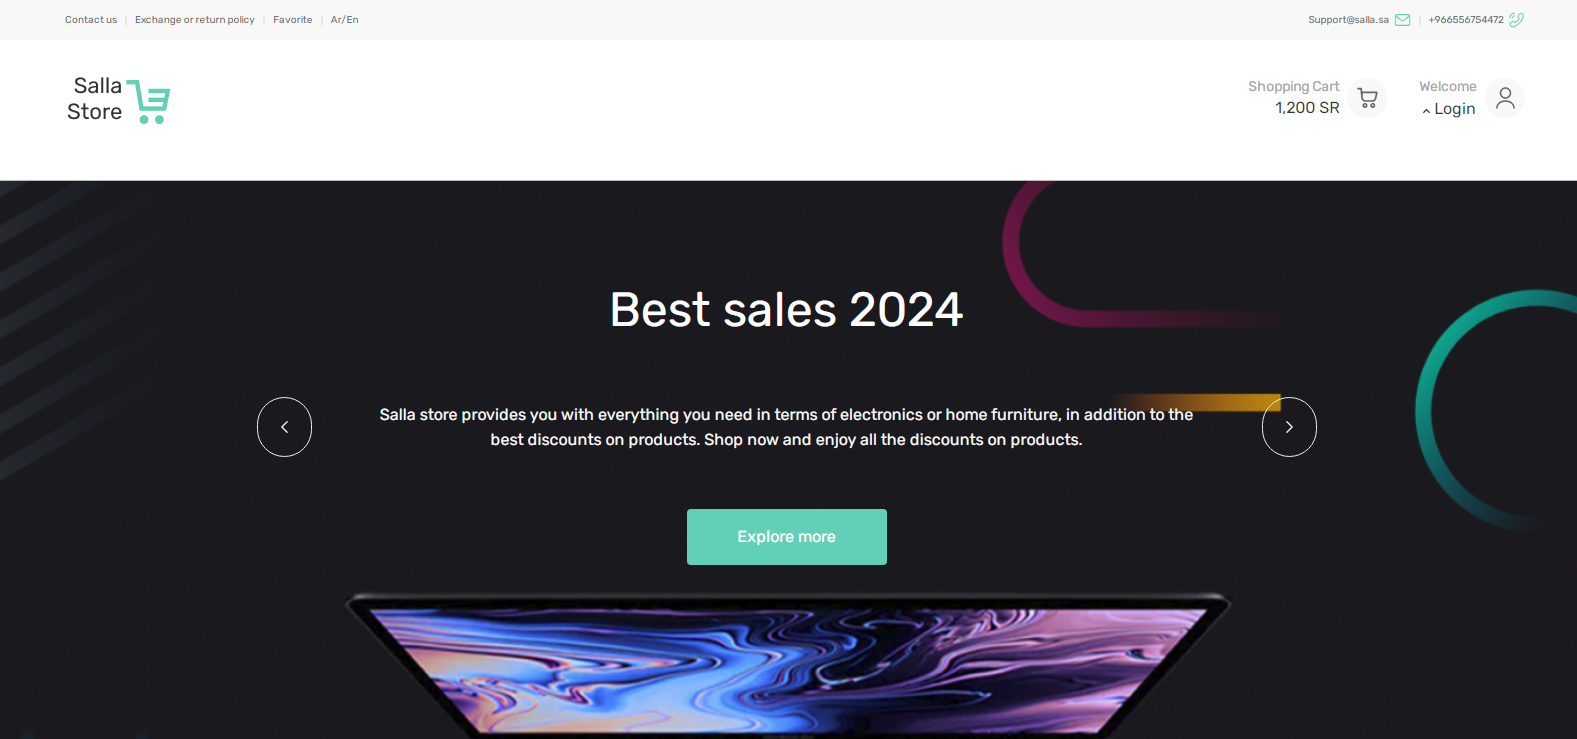 Contact us | Exchange or return policy | Favorite | Ar/En
Support@salla.sa | +966556754472
Salla
Store
Shopping Cart
1,200 SR
Welcome
Login
Best sales 2024
Salla store provides you with everything you need in terms of electronics or home furniture, in addition to the
best discounts on products. Shop now and enjoy all the discounts on products.
Explore more